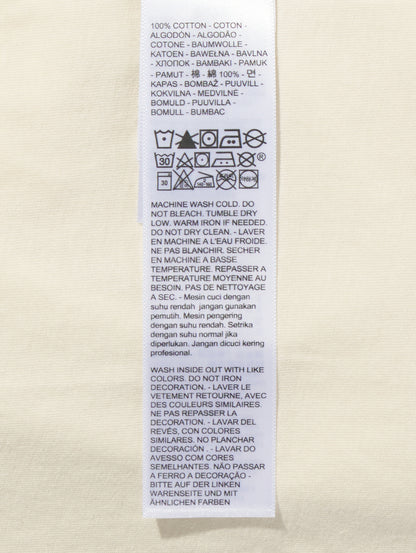 100% COTTON - COTON -
ALGODÓN - ALGODÃO -
COTONE - BAUMWOLLE -
KATOEN - BAWEŁNA - BAVLNA
- ХЛОПОК - BAMBAKI - PAMUK
- PAMUT - 棉 - 綿 100% - 면 -
KAPAS - BOMBAŽ - PUUVILL -
KOKVILNA - MEDVILNĖ -
BOMULD - PUUVILLA -
BOMULL - BUMBAC
30
®
30
MACHINE WASH COLD. DO
NOT BLEACH. TUMBLE DRY
LOW. WARM IRON IF NEEDED.
DO NOT DRY CLEAN. - LAVER
EN MACHINE A L'EAU FROIDE.
NE PAS BLANCHIR. SECHER
EN MACHINE A BASSE
TEMPERATURE. REPASSER A
TEMPERATURE MOYENNE AU
BESOIN. PAS DE NETTOYAGE
A SEC. - Mesin cuci dengan
suhu rendah jangan gunakan
pemutih. Mesin pengering
dengan suhu rendah. Setrika
dengan suhu normal jika
diperlukan. Jangan dicuci kering
profesional.
WASH INSIDE OUT WITH LIKE
COLORS. DO NOT IRON
DECORATION. - LAVER LE
VETEMENT RETOURNE, AVEC
DES COULEURS SIMILAIRES.
NE PAS REPASSER LA
DECORATION. - LAVAR DEL
REVÉS, CON COLORES
SIMILARES. NO PLANCHAR
DECORACIÓN . - LAVAR DO
AVESSO COM CORES
SEMELHANTES. NÃO PASSAR
A FERRO A DECORAÇÃO -
BITTE AUF DER LINKEN
WARENSEITE UND MIT
ÄHNLICHEN FARBEN